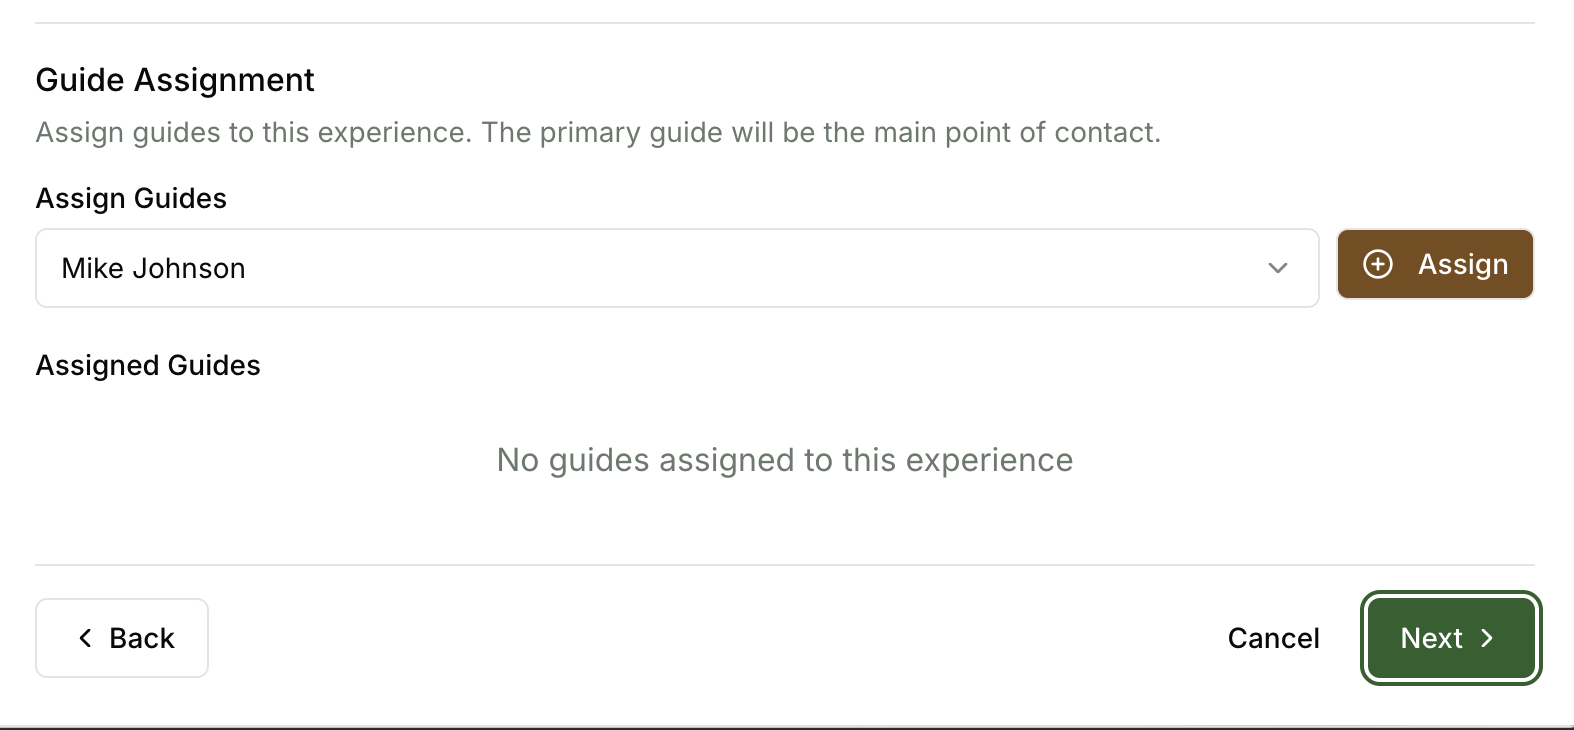 Guide Assignment
Assign guides to this experience. The primary guide will be the main point of contact.
Assign Guides
Mike Johnson
Assign
Assigned Guides
No guides assigned to this experience
Back
Cancel
Next